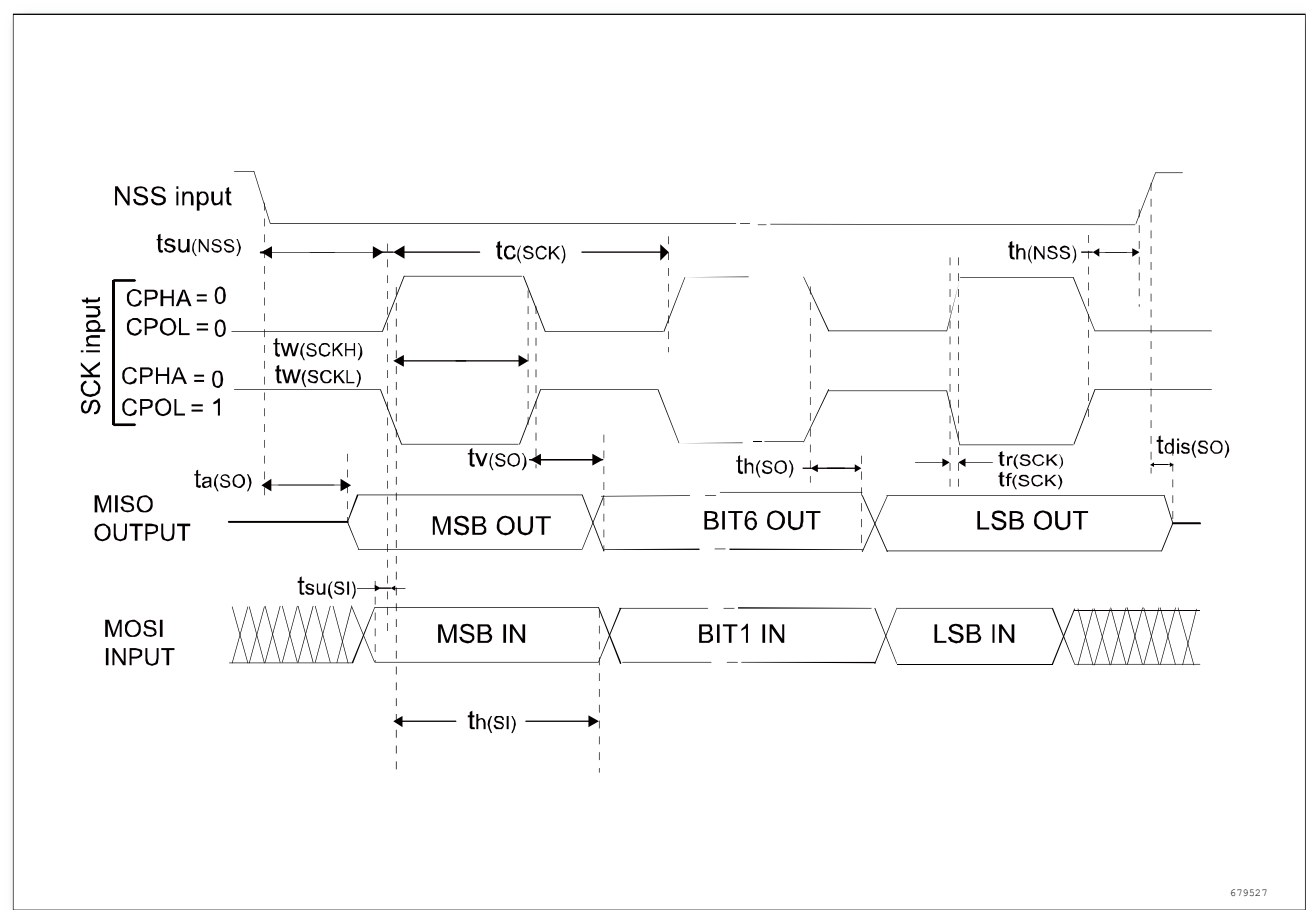 NSS input
tsu(NSS)
tc(SCK)
th(NSS)
SCK input
CPHA = 0
CPOL = 0
tw(SCKH)
CPHA = 0
tw(SCKL)
CPOL = 1
tv(SO)
th(SO)
tr(SCK)
tf(SCK)
tdis(SO)
ta(SO)
MISO
OUTPUT
MSB OUT
BIT6 OUT
LSB OUT
tsu(SI)
MOSI
INPUT
MSB IN
BIT1 IN
LSB IN
th(SI)
679527